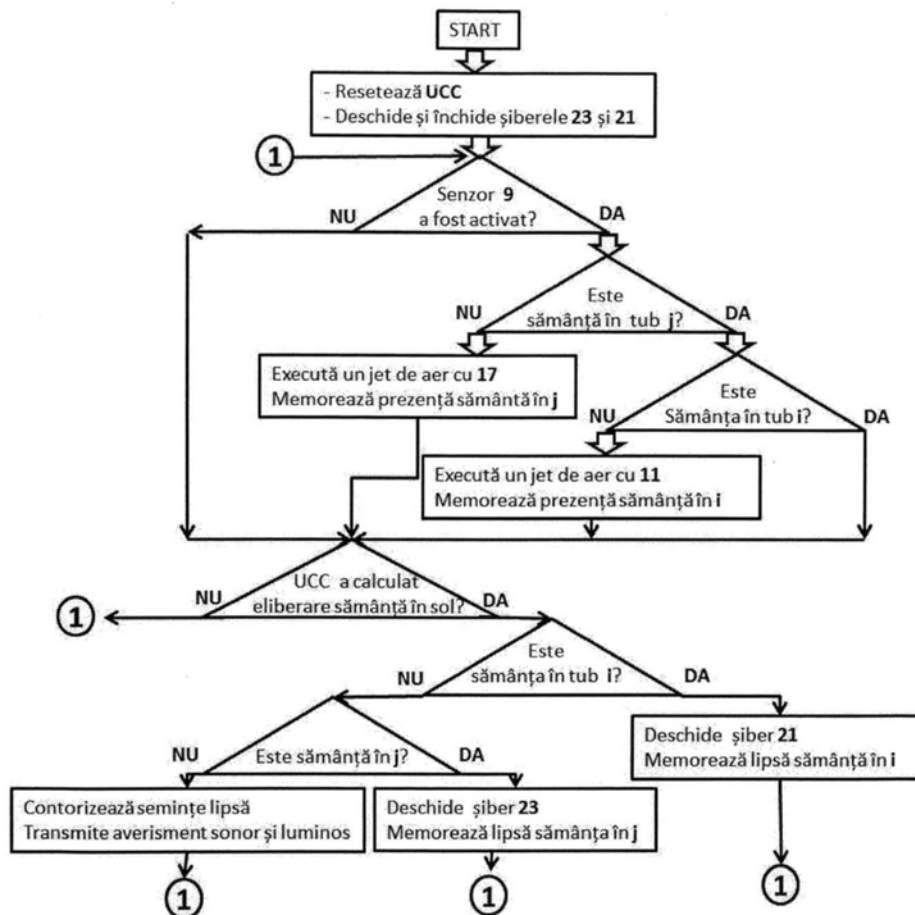 START
- Resetează UCC
- Deschide și închide șiberele 23 și 21
1
Senzor 9
a fost activat?
NU
DA
Este
sămânță în tub j?
NU
DA
Execută un jet de aer cu 17
Memorează prezență sămânță în j
Este
Sămânța în tub i?
NU
DA
Execută un jet de aer cu 11
Memorează prezență sămânță în i
UCC a calculat
eliberare sămânță în sol?
NU
DA
1
Este
sămânța în tub i?
NU
DA
Deschide șiber 21
Memorează lipsă sămânță în i
Este sămânță în j?
NU
DA
Contorizează semințe lipsă
Transmite averisment sonor și luminos
Deschide șiber 23
Memorează lipsă sămânța în j
1
1
1